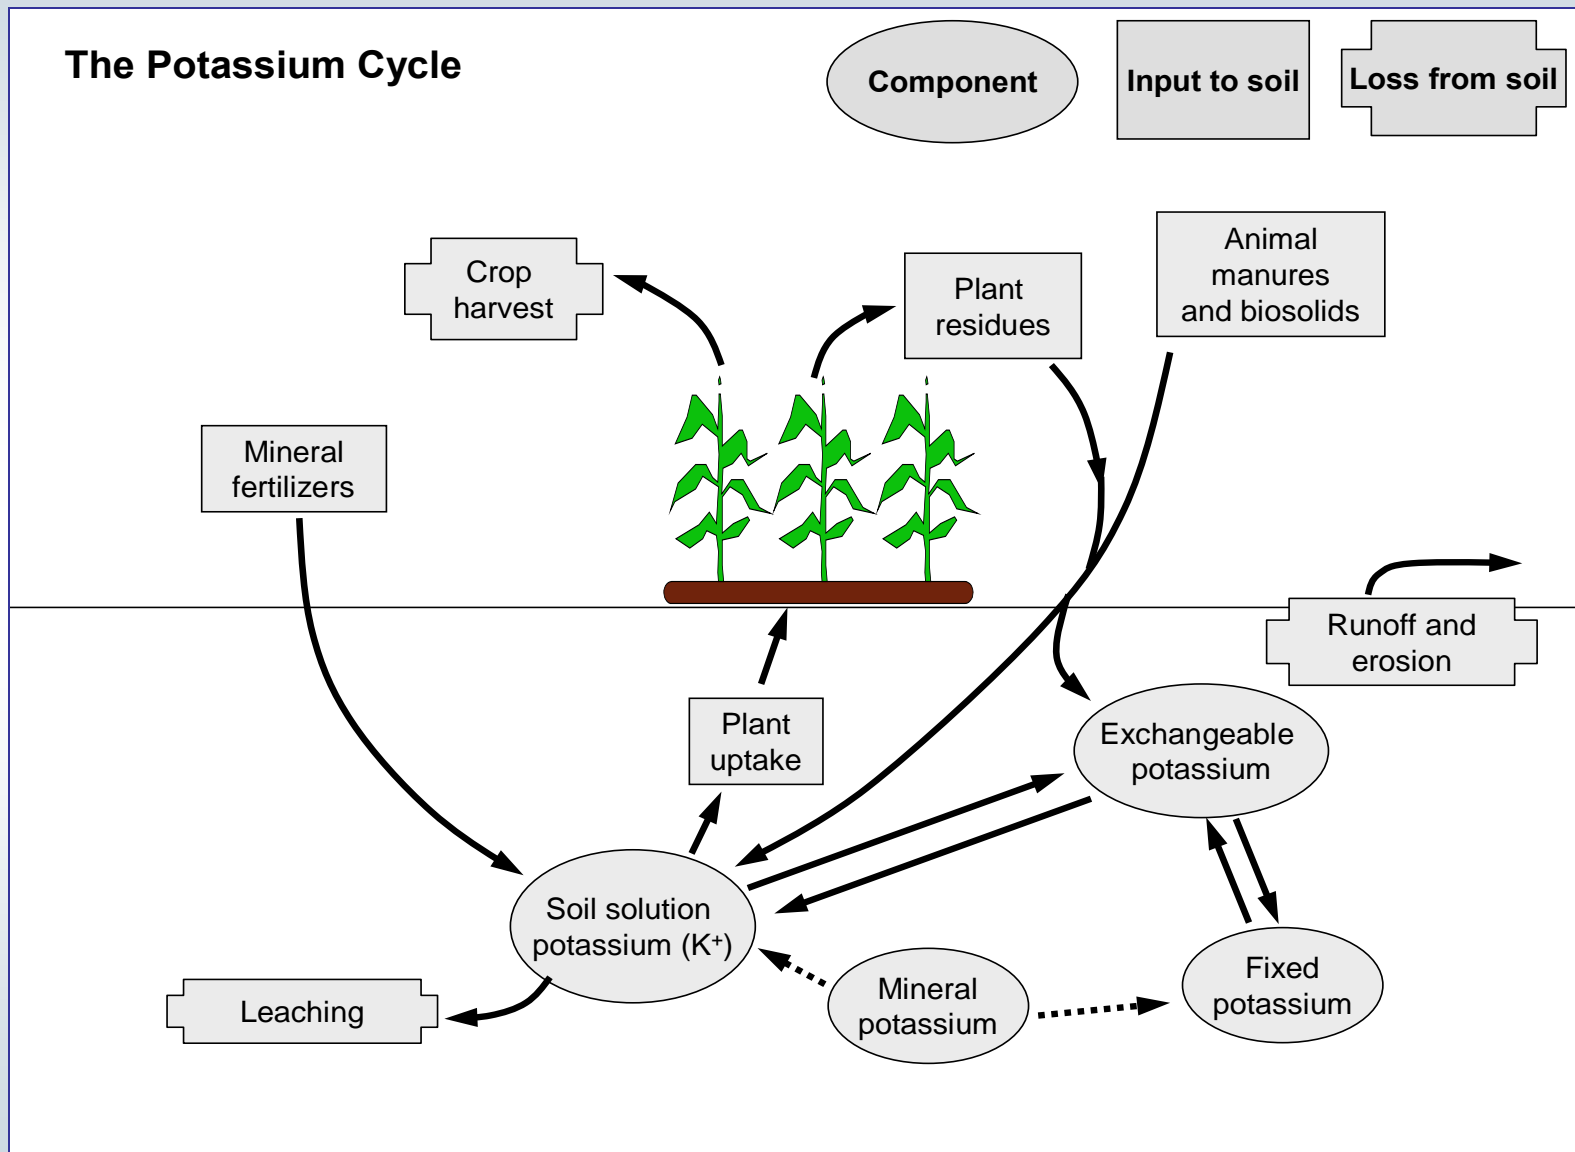 The Potassium Cycle
Component
Input to soil
Loss from soil
Crop
harvest
Plant
residues
Animal
manures
and biosolids
Mineral
fertilizers
Runoff and
erosion
Plant
uptake
Exchangeable
potassium
Soil solution
potassium (K⁺)
Leaching
Mineral
potassium
Fixed
potassium